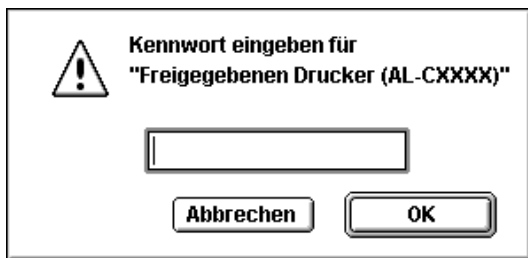 Kennwort eingeben für
"Freigegebenen Drucker (AL-CXXXX)"
Abbrechen
OK